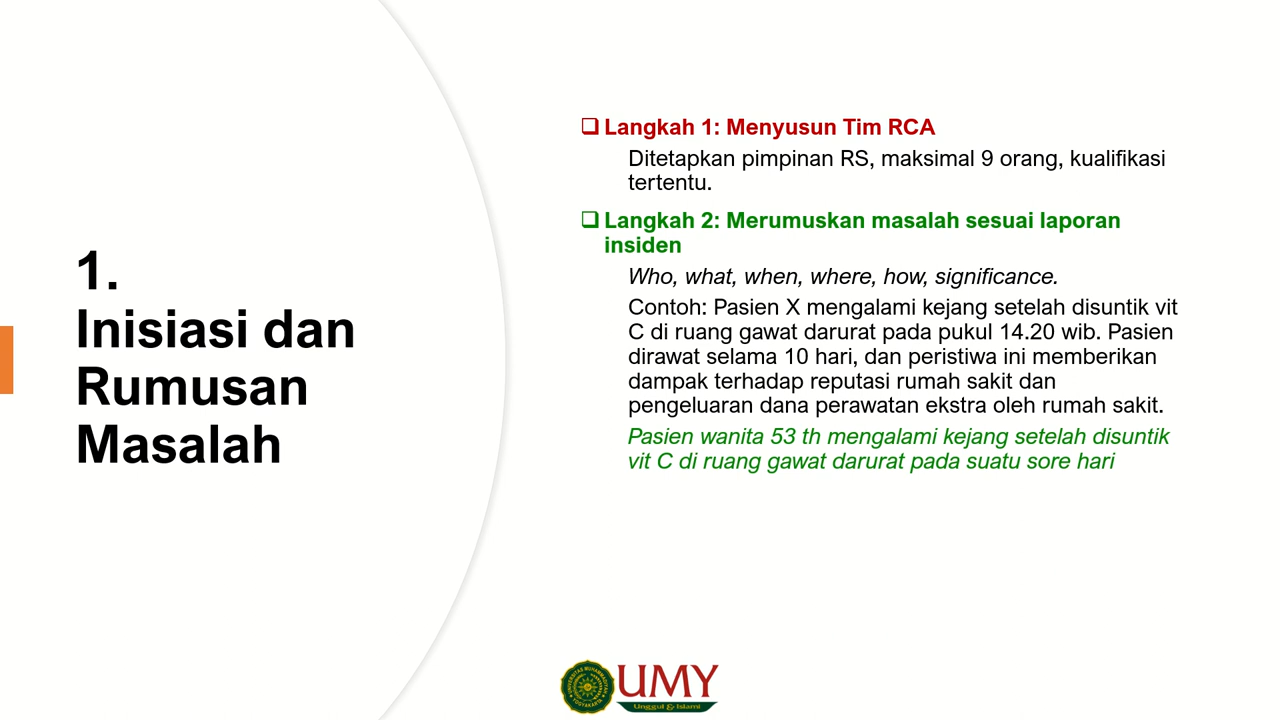 1.
Inisiasi dan
Rumusan
Masalah
Langkah 1: Menyusun Tim RCA
Ditetapkan pimpinan RS, maksimal 9 orang, kualifikasi
tertentu.
Langkah 2: Merumuskan masalah sesuai laporan
insiden
Who, what, when, where, how, significance.
Contoh: Pasien X mengalami kejang setelah disuntik vit
C di ruang gawat darurat pada pukul 14.20 wib. Pasien
dirawat selama 10 hari, dan peristiwa ini memberikan
dampak terhadap reputasi rumah sakit dan
pengeluaran dana perawatan ekstra oleh rumah sakit.
Pasien wanita 53 th mengalami kejang setelah disuntik
vit C di ruang gawat darurat pada suatu sore hari
UMY
Unggul & Islami